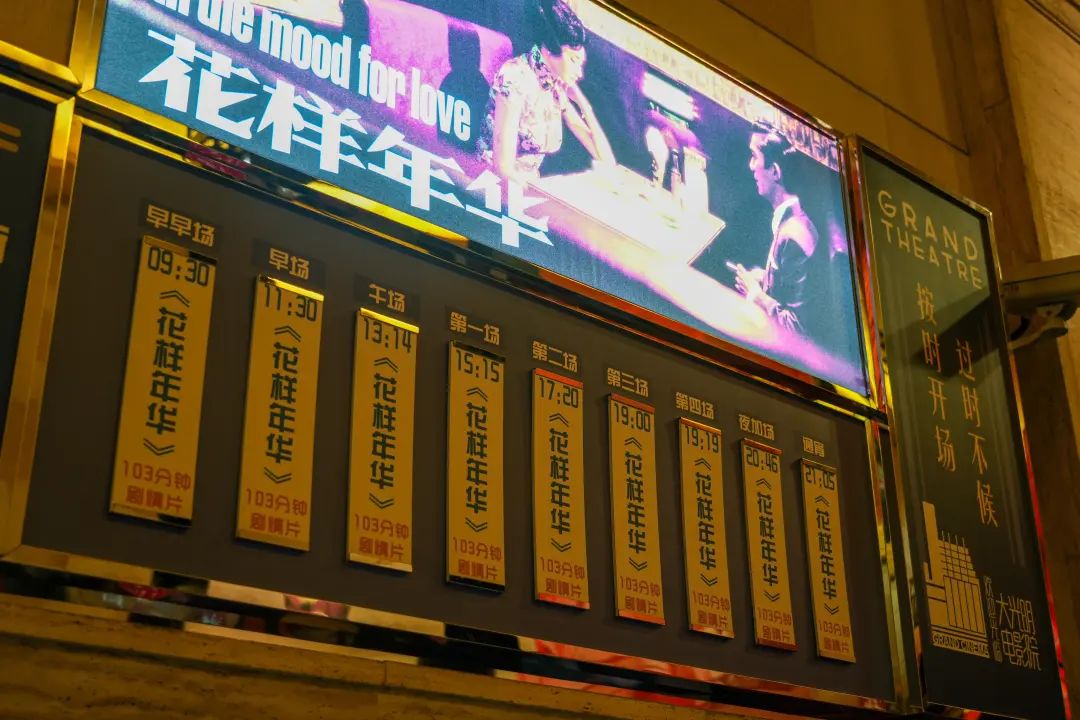 in the mood for love
花样年华
早早场
09:30
《花样年华》
103分钟
剧情片
早场
11:30
《花样年华》
103分钟
剧情片
午场
13:14
《花样年华》
103分钟
剧情片
第一场
15:15
《花样年华》
103分钟
剧情片
第二场
17:20
《花样年华》
103分钟
剧情片
第三场
19:00
《花样年华》
103分钟
剧情片
第四场
19:19
《花样年华》
103分钟
剧情片
夜加场
20:46
《花样年华》
103分钟
剧情片
通宵
21:05
《花样年华》
103分钟
剧情片
GRAND
THEATRE
按时开场
过时不候
GRAND CINEMA
大光明
电影院